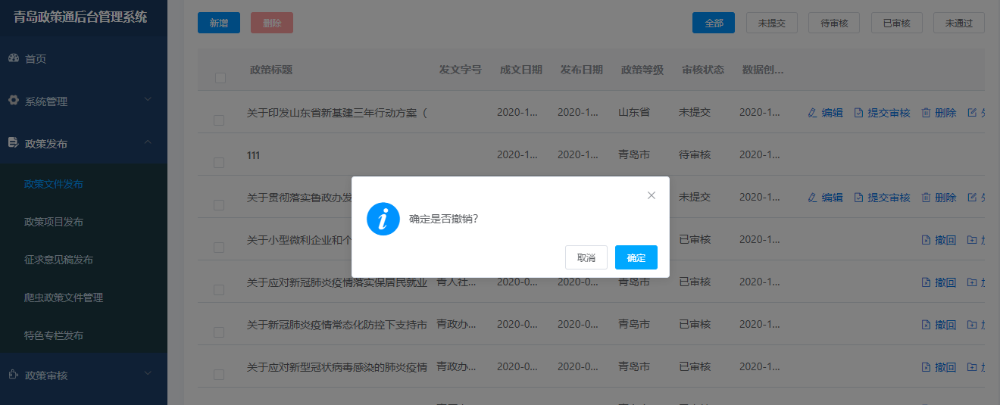 青岛政策通后台管理系统
首页
系统管理
政策发布
政策文件发布
政策项目发布
征求意见稿发布
爬虫政策文件管理
特色专栏发布
政策审核
新增 删除 全部 未提交 待审核 已审核 未通过
政策标题 发文字号 成文日期 发布日期 政策等级 审核状态 数据创...
关于印发山东省新基建三年行动方案（ 2020-1... 2020-1... 山东省 未提交 2020-1... 编辑 提交审核 删除
111 2020-1... 2020-1... 青岛市 待审核 2020-1...
关于贯彻落实鲁政办发 未提交 2020-1... 编辑 提交审核 删除
关于小型微利企业和个 已审核 2020-1... 撤回
关于应对新冠肺炎疫情落实保居民就业 青人社... 2020-0... 2020-0... 青岛市 已审核 2020-1... 撤回
关于新冠肺炎疫情常态化防控下支持市 青政办... 2020-0... 2020-0... 青岛市 已审核 2020-1... 撤回
关于应对新型冠状病毒感染的肺炎疫情 青政办... 2020-0... 2020-0... 青岛市 已审核 2020-1... 撤回
确定是否撤销？
取消 确定